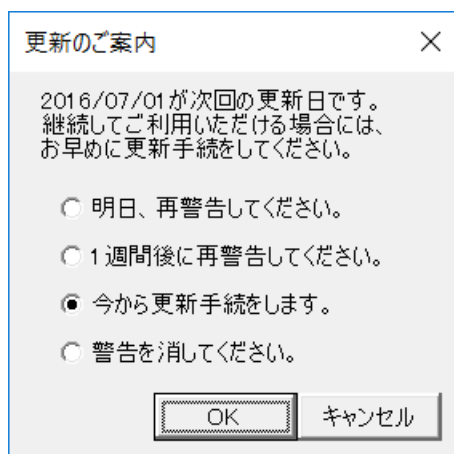 更新のご案内
2016/07/01が次回の更新日です。
継続してご利用いただける場合には、
お早めに更新手続をしてください。
明日、再警告してください。
1週間後に再警告してください。
今から更新手続をします。
警告を消してください。
OK キャンセル